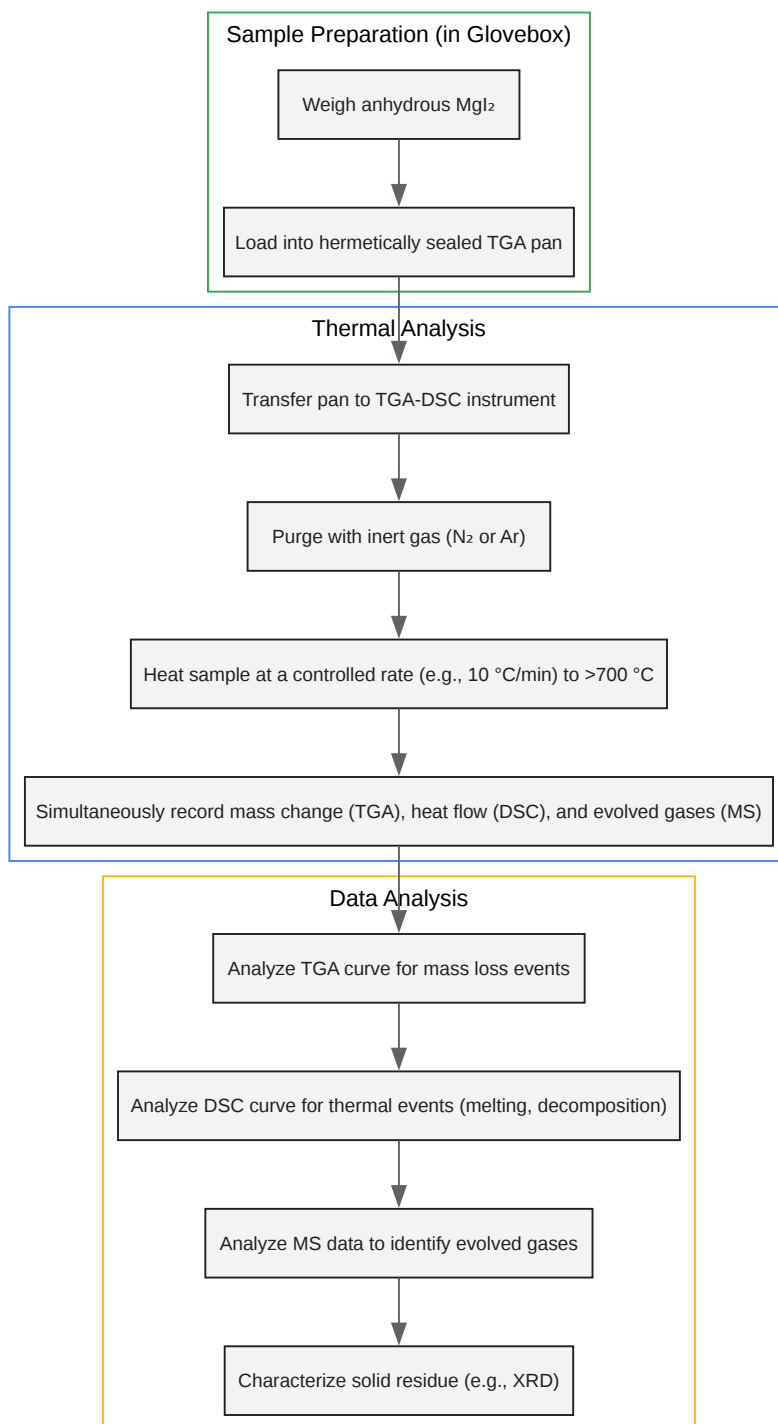 Sample Preparation (in Glovebox)
Weigh anhydrous MgI₂
Load into hermetically sealed TGA pan
Thermal Analysis
Transfer pan to TGA-DSC instrument
Purge with inert gas (N₂ or Ar)
Heat sample at a controlled rate (e.g., 10 °C/min) to >700 °C
Simultaneously record mass change (TGA), heat flow (DSC), and evolved gases (MS)
Data Analysis
Analyze TGA curve for mass loss events
Analyze DSC curve for thermal events (melting, decomposition)
Analyze MS data to identify evolved gases
Characterize solid residue (e.g., XRD)